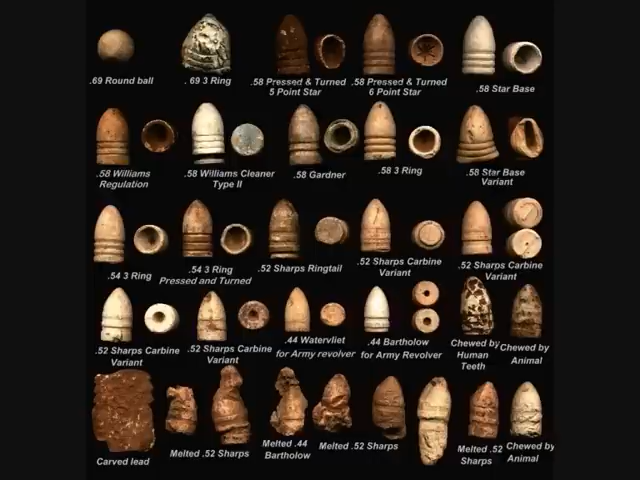 .69 Round ball
. 69 3 Ring
.58 Pressed & Turned
5 Point Star
.58 Pressed & Turned
6 Point Star
.58 Star Base
.58 Williams
Regulation
.58 Williams Cleaner
Type II
.58 Gardner
.58 3 Ring
.58 Star Base
Variant
.54 3 Ring
.54 3 Ring
Pressed and Turned
.52 Sharps Ringtail
.52 Sharps Carbine
Variant
.52 Sharps Carbine
Variant
.52 Sharps Carbine
Variant
.52 Sharps Carbine
Variant
.44 Watervliet
for Army revolver
.44 Bartholow
for Army Revolver
Chewed by
Human
Teeth
Chewed by
Animal
Carved lead
Melted .52 Sharps
Melted .44
Bartholow
Melted .52 Sharps
Melted .52
Sharps
Chewed by
Animal